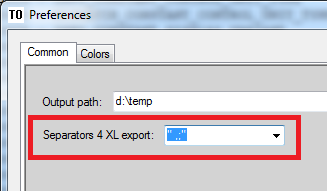 TO Preferences
Common Colors
Output path: d:\temp
Separators 4 XL export: " ,;"